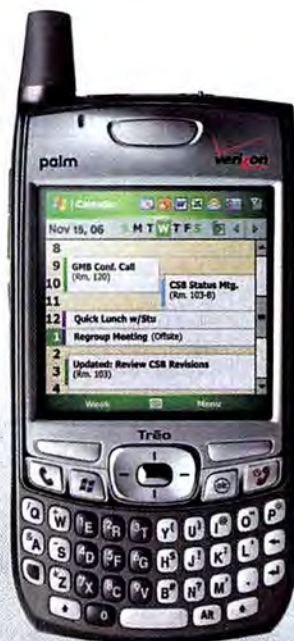 palm
verizon
Calendar
Nov 15, 06 S M T W T F S
8
9 GMB Conf. Call
(Rm. 120)
10 CSB Status Mtg.
(Rm. 103-B)
11
12 Quick Lunch w/Stu
1 Regroup Meeting (Offsite)
2
3 Updated: Review CSB Revisions
(Rm. 103)
4
Week Menu
Trēo
ok
Q W E R T Y U I O P
A S D F G H J K L
Z X C V B N M
0 Alt